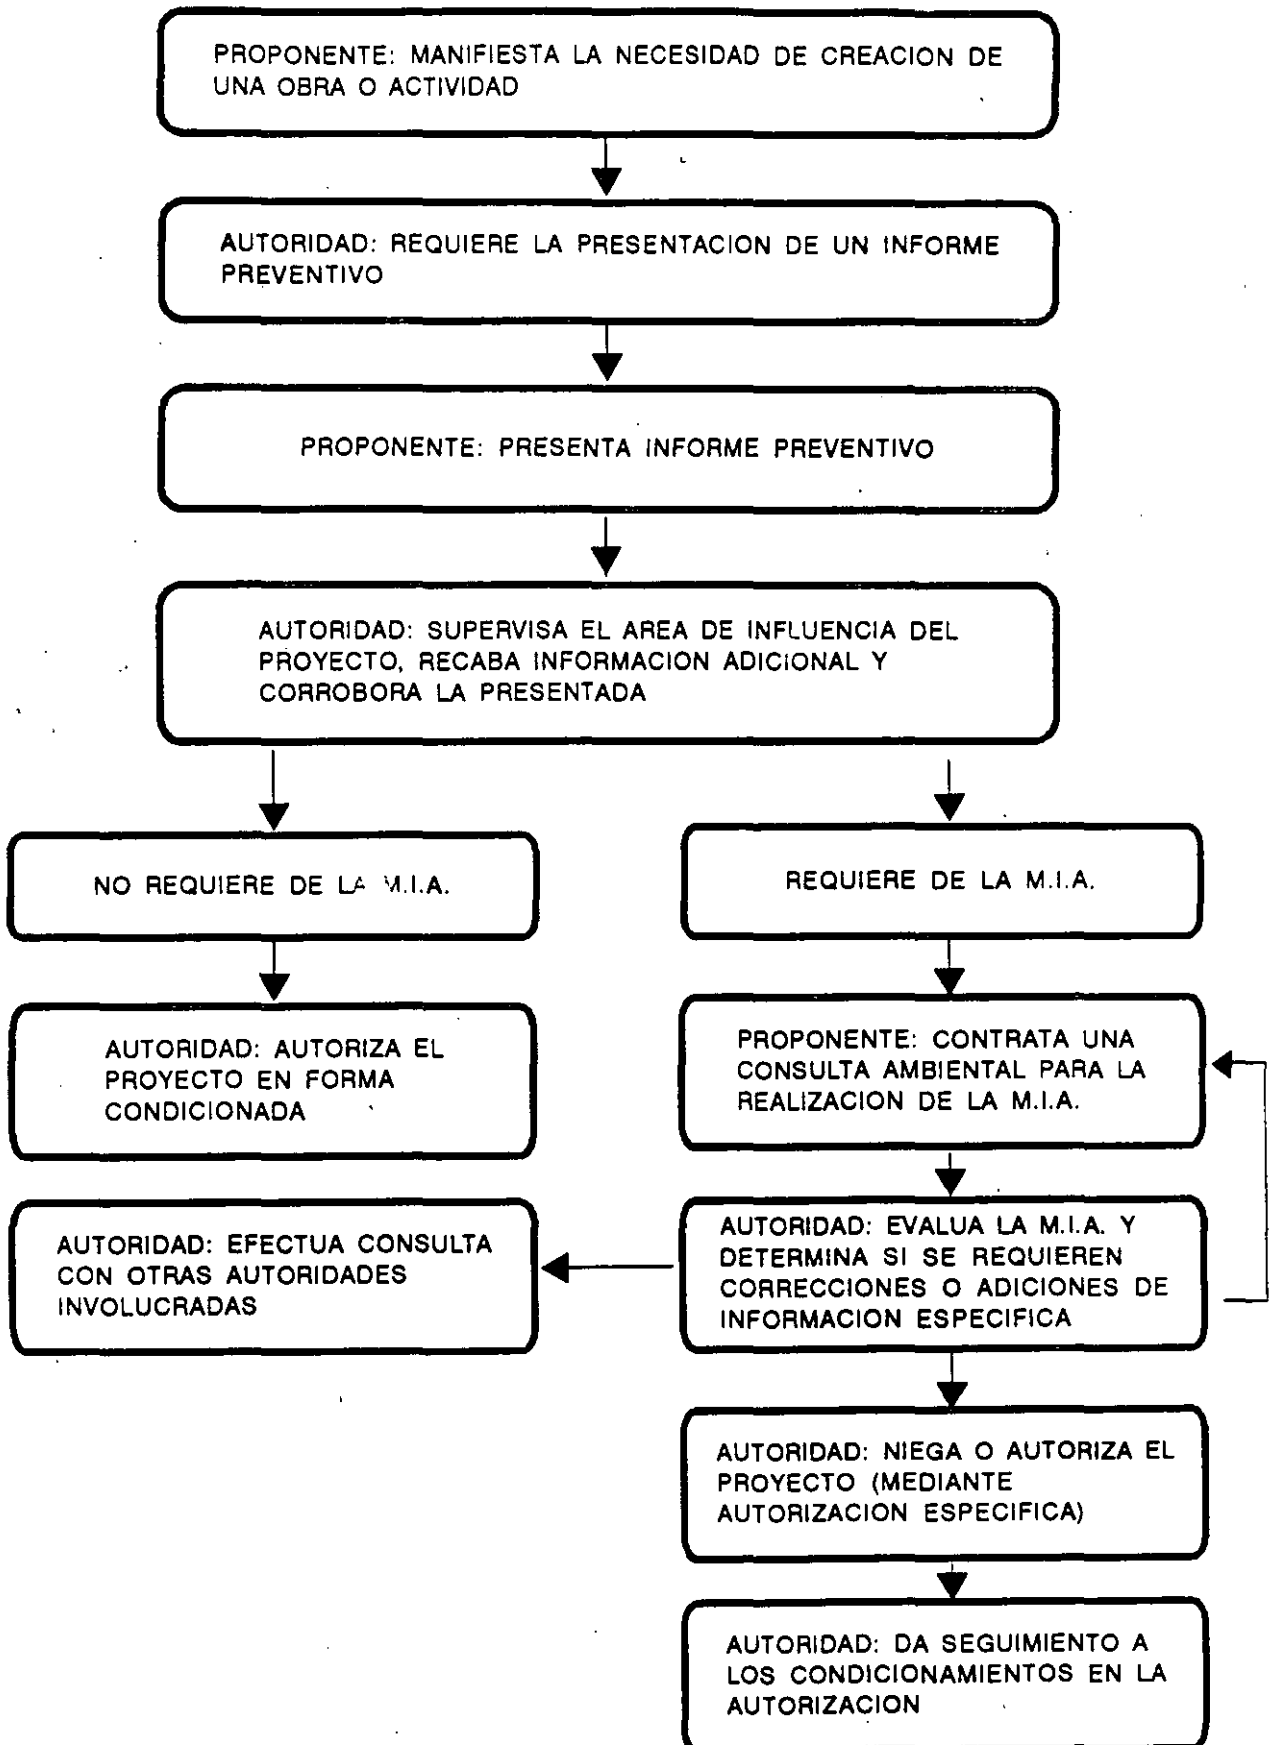 PROPONENTE: MANIFIESTA LA NECESIDAD DE CREACION DE
UNA OBRA O ACTIVIDAD
AUTORIDAD: REQUIERE LA PRESENTACION DE UN INFORME
PREVENTIVO
PROPONENTE: PRESENTA INFORME PREVENTIVO
AUTORIDAD: SUPERVISA EL AREA DE INFLUENCIA DEL
PROYECTO, RECABA INFORMACION ADICIONAL Y
CORROBORA LA PRESENTADA
NO REQUIERE DE LA M.I.A.
REQUIERE DE LA M.I.A.
AUTORIDAD: AUTORIZA EL
PROYECTO EN FORMA
CONDICIONADA
PROPONENTE: CONTRATA UNA
CONSULTA AMBIENTAL PARA LA
REALIZACION DE LA M.I.A.
AUTORIDAD: EFECTUA CONSULTA
CON OTRAS AUTORIDADES
INVOLUCRADAS
AUTORIDAD: EVALUA LA M.I.A. Y
DETERMINA SI SE REQUIEREN
CORRECCIONES O ADICIONES DE
INFORMACION ESPECIFICA
AUTORIDAD: NIEGA O AUTORIZA EL
PROYECTO (MEDIANTE
AUTORIZACION ESPECIFICA)
AUTORIDAD: DA SEGUIMIENTO A
LOS CONDICIONAMIENTOS EN LA
AUTORIZACION